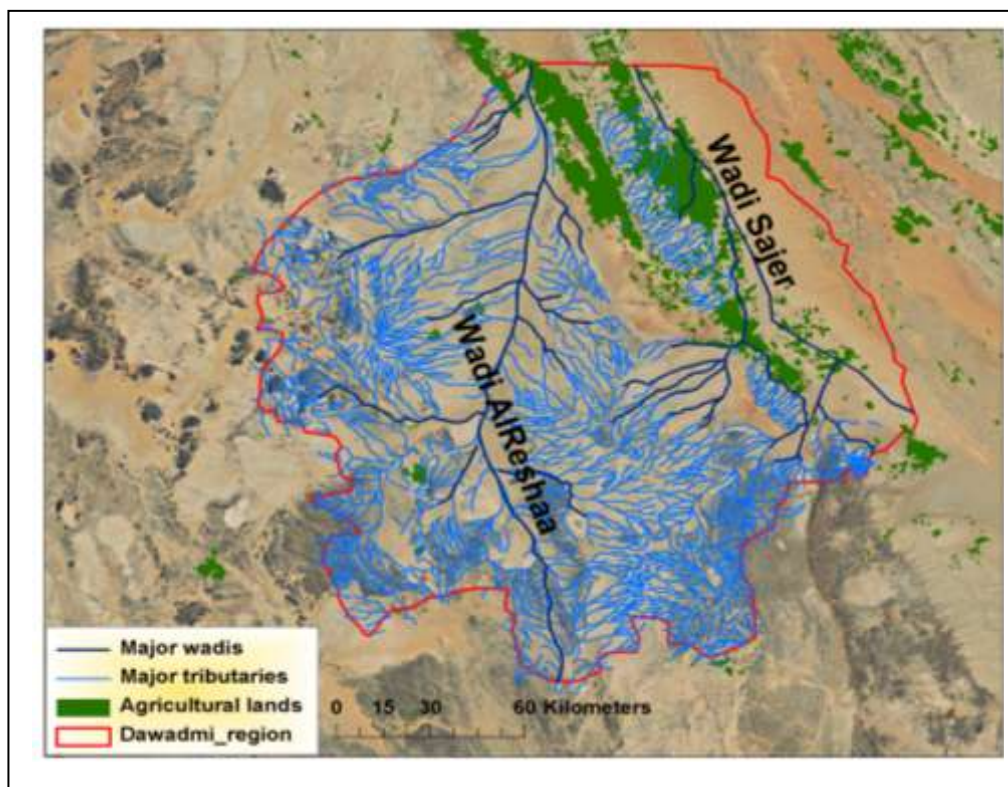 Wadi Sajer
Wadi AlReshaa
Major wadis
Major tributaries
Agricultural lands
Dawadmi_region
0 15 30 60 Kilometers